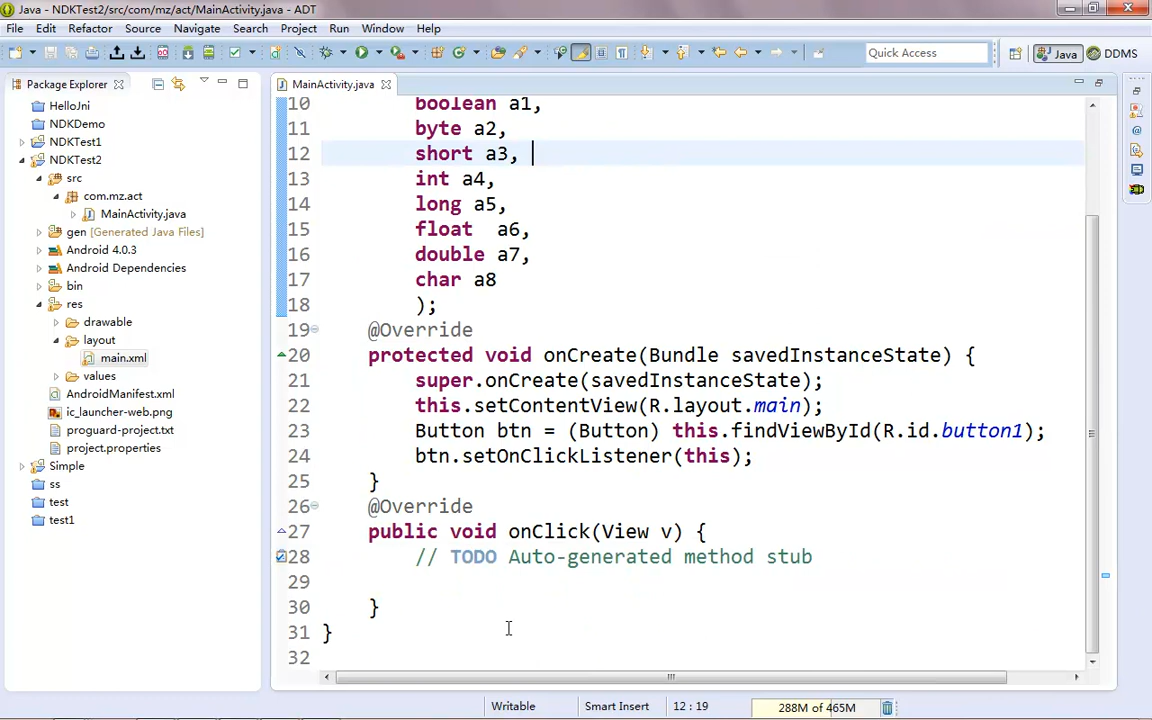 Java - NDKTest2/src/com/mz/act/MainActivity.java - ADT
File Edit Refactor Source Navigate Search Project Run Window Help
Quick Access
Java
DDMS
Package Explorer
HelloJni
NDKDemo
NDKTest1
NDKTest2
src
com.mz.act
MainActivity.java
gen [Generated Java Files]
Android 4.0.3
Android Dependencies
bin
res
drawable
layout
main.xml
values
AndroidManifest.xml
ic_launcher-web.png
proguard-project.txt
project.properties
Simple
ss
test
test1
MainActivity.java
10 boolean a1,
11 byte a2,
12 short a3,
13 int a4,
14 long a5,
15 float  a6,
16 double a7,
17 char a8
18 );
19 @Override
20 protected void onCreate(Bundle savedInstanceState) {
21 super.onCreate(savedInstanceState);
22 this.setContentView(R.layout.main);
23 Button btn = (Button) this.findViewById(R.id.button1);
24 btn.setOnClickListener(this);
25 }
26 @Override
27 public void onClick(View v) {
28 // TODO Auto-generated method stub
29
30 }
31 }
32
Writable
Smart Insert
12 : 19
288M of 465M